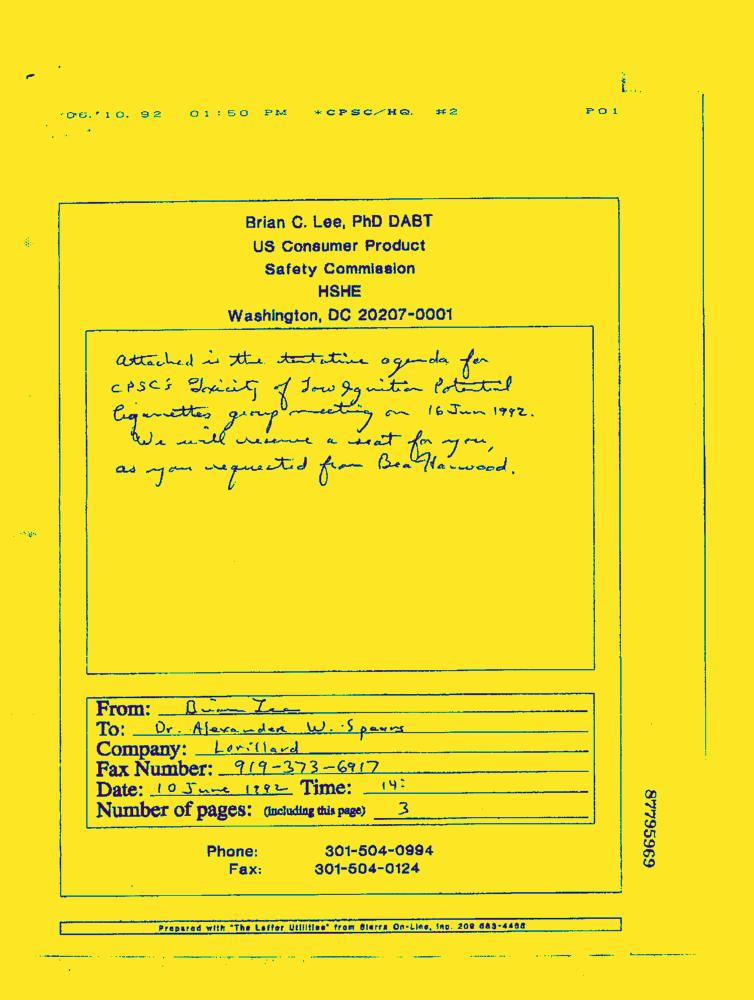 '06.'10. 92 01:50 PM *CPSC/HQ. #2 P01
Brian C. Lee, PhD DABT
US Consumer Product
Safety Commission
HSHE
Washington, DC 20207-0001
Attached is the tentative agenda for
CPSC's Toxicity of Low Ignition Potential
Cigarettes group meeting on 16 Jun 1992.
We will reserve a seat for you,
as you requested from Bea Harwood.
From: Brian Lee
To: Dr. Alexander W. Spears
Company: Lorillard
Fax Number: 919-373-6917
Date: 10 June 1992 Time: 14:
Number of pages: (including this page) 3
Phone: 301-504-0994
Fax: 301-504-0124
87795969
Prepared with "The Laffer Utilities" from Sierra On-Line, Inc. 209 683-4468